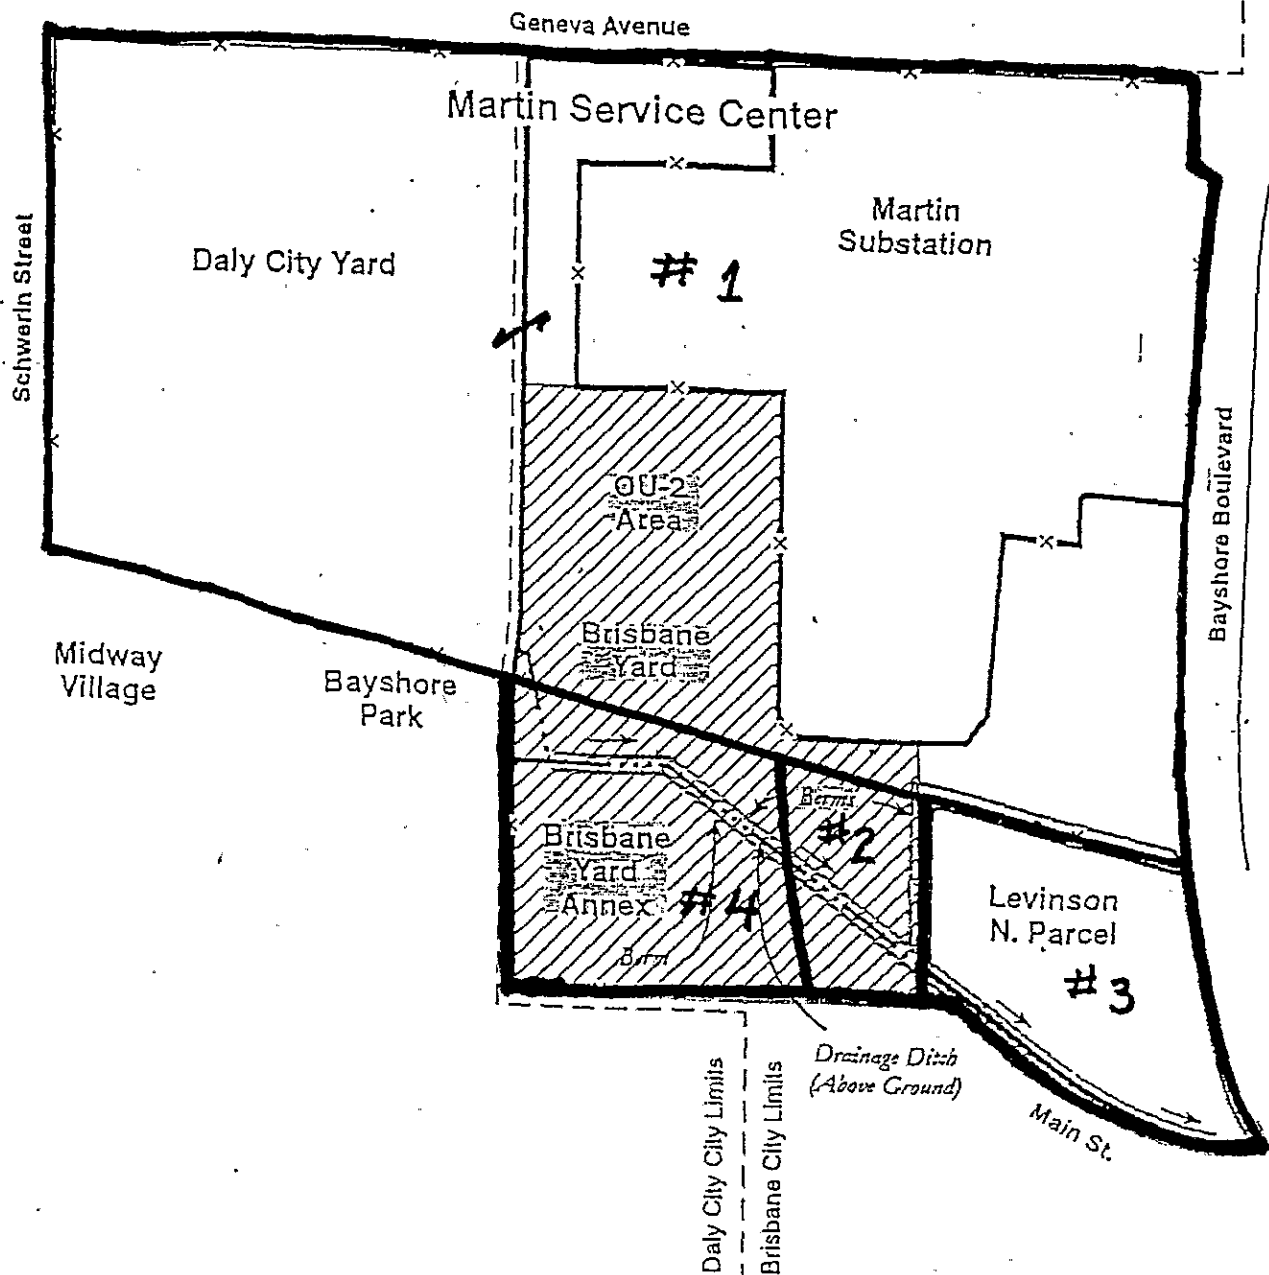 Geneva Avenue
Martin Service Center
Martin
Substation
Daly City Yard
# 1
Schwerin Street
Bayshore Boulevard
OU-2
Area
Brisbane
Yard
Midway
Village
Bayshore
Park
Berms
#2
Brisbane
Yard
Annex
#4
Berm
Levinson
N. Parcel
#3
Drainage Ditch
(Above Ground)
Main St.
Daly City City Limits
Brisbane City Limits